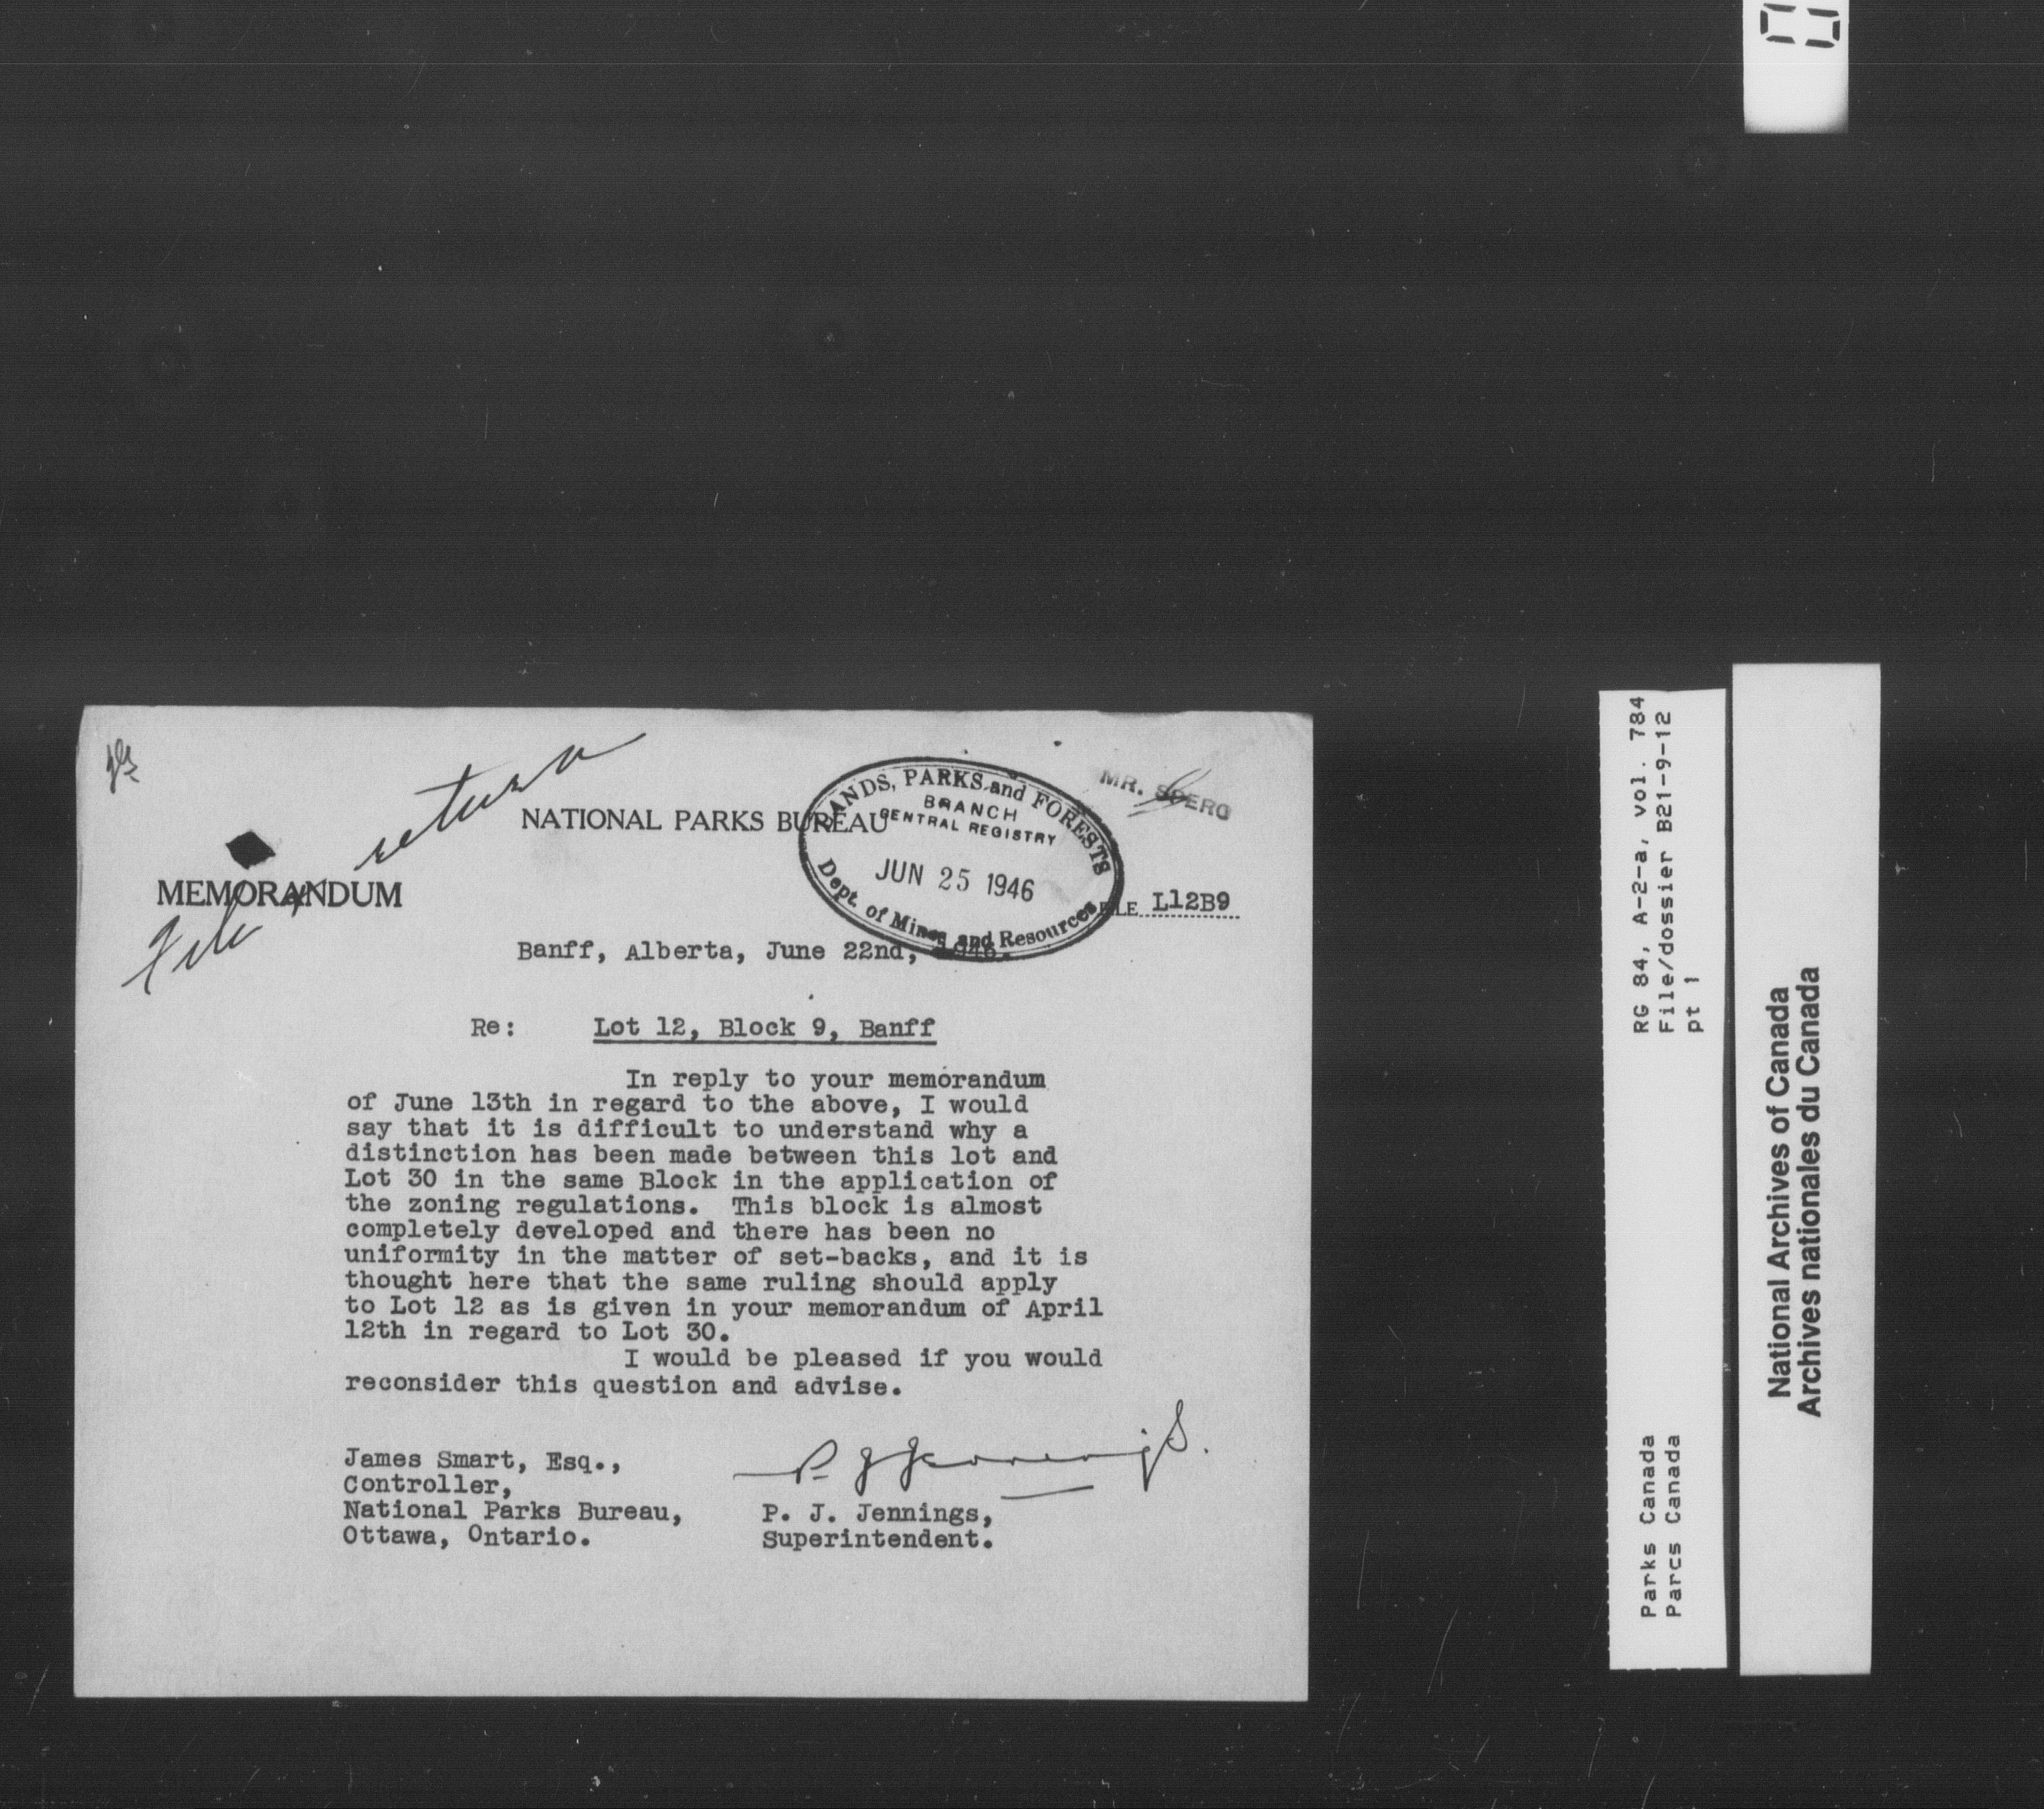 File & return
NATIONAL PARKS BUREAU
LANDS, PARKS and FORESTS
BRANCH
CENTRAL REGISTRY
JUN 25 1946
Dept. of Mines and Resources
MR. SPERO
MEMORANDUM
FILE L12B9
Banff, Alberta, June 22nd, 1946.
Re: Lot 12, Block 9, Banff
In reply to your memorandum
of June 13th in regard to the above, I would
say that it is difficult to understand why a
distinction has been made between this lot and
Lot 30 in the same Block in the application of
the zoning regulations. This block is almost
completely developed and there has been no
uniformity in the matter of set-backs, and it is
thought here that the same ruling should apply
to Lot 12 as is given in your memorandum of April
12th in regard to Lot 30.
I would be pleased if you would
reconsider this question and advise.
P. J. Jennings.
James Smart, Esq.,
Controller,
National Parks Bureau,
Ottawa, Ontario.
P. J. Jennings,
Superintendent.
RG 84, A-2-a, vol. 784
File/dossier B21-9-12
pt 1
Parks Canada
Parcs Canada
National Archives of Canada
Archives nationales du Canada